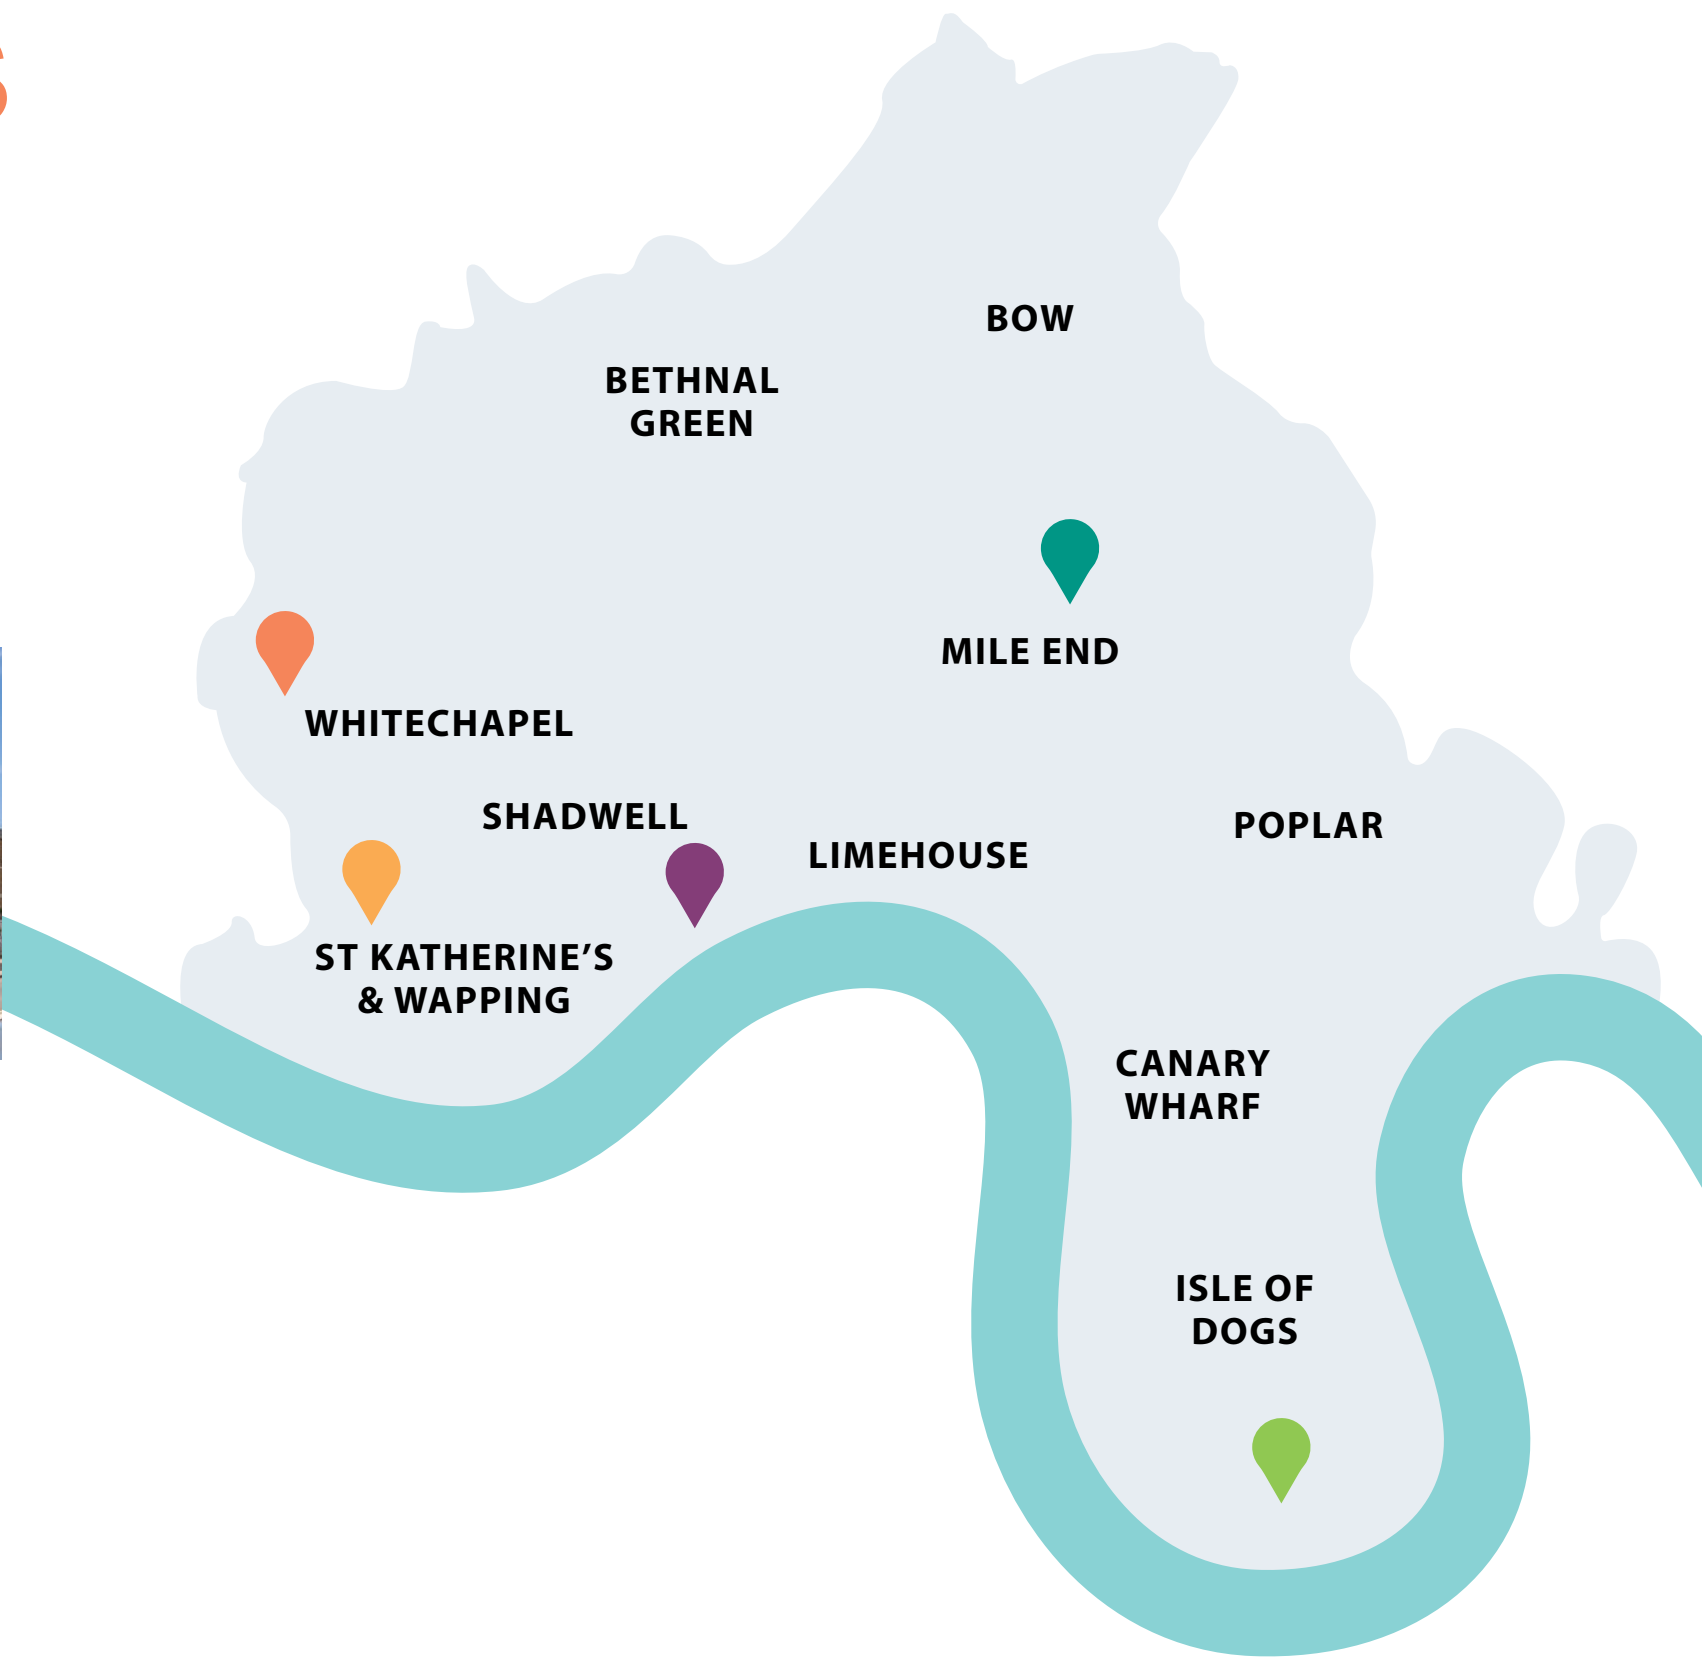 BOW
BETHNAL
GREEN
MILE END
WHITECHAPEL
SHADWELL
POPLAR
LIMEHOUSE
ST KATHERINE’S
& WAPPING
CANARY
WHARF
ISLE OF
DOGS